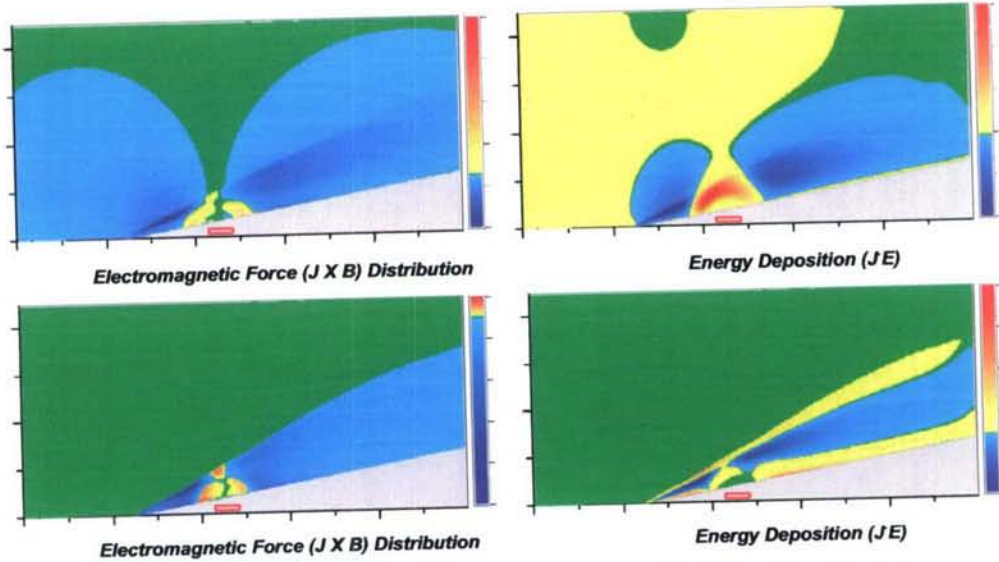 Electromagnetic Force (J X B) Distribution
Energy Deposition (J·E)
Electromagnetic Force (J X B) Distribution
Energy Deposition (J·E)